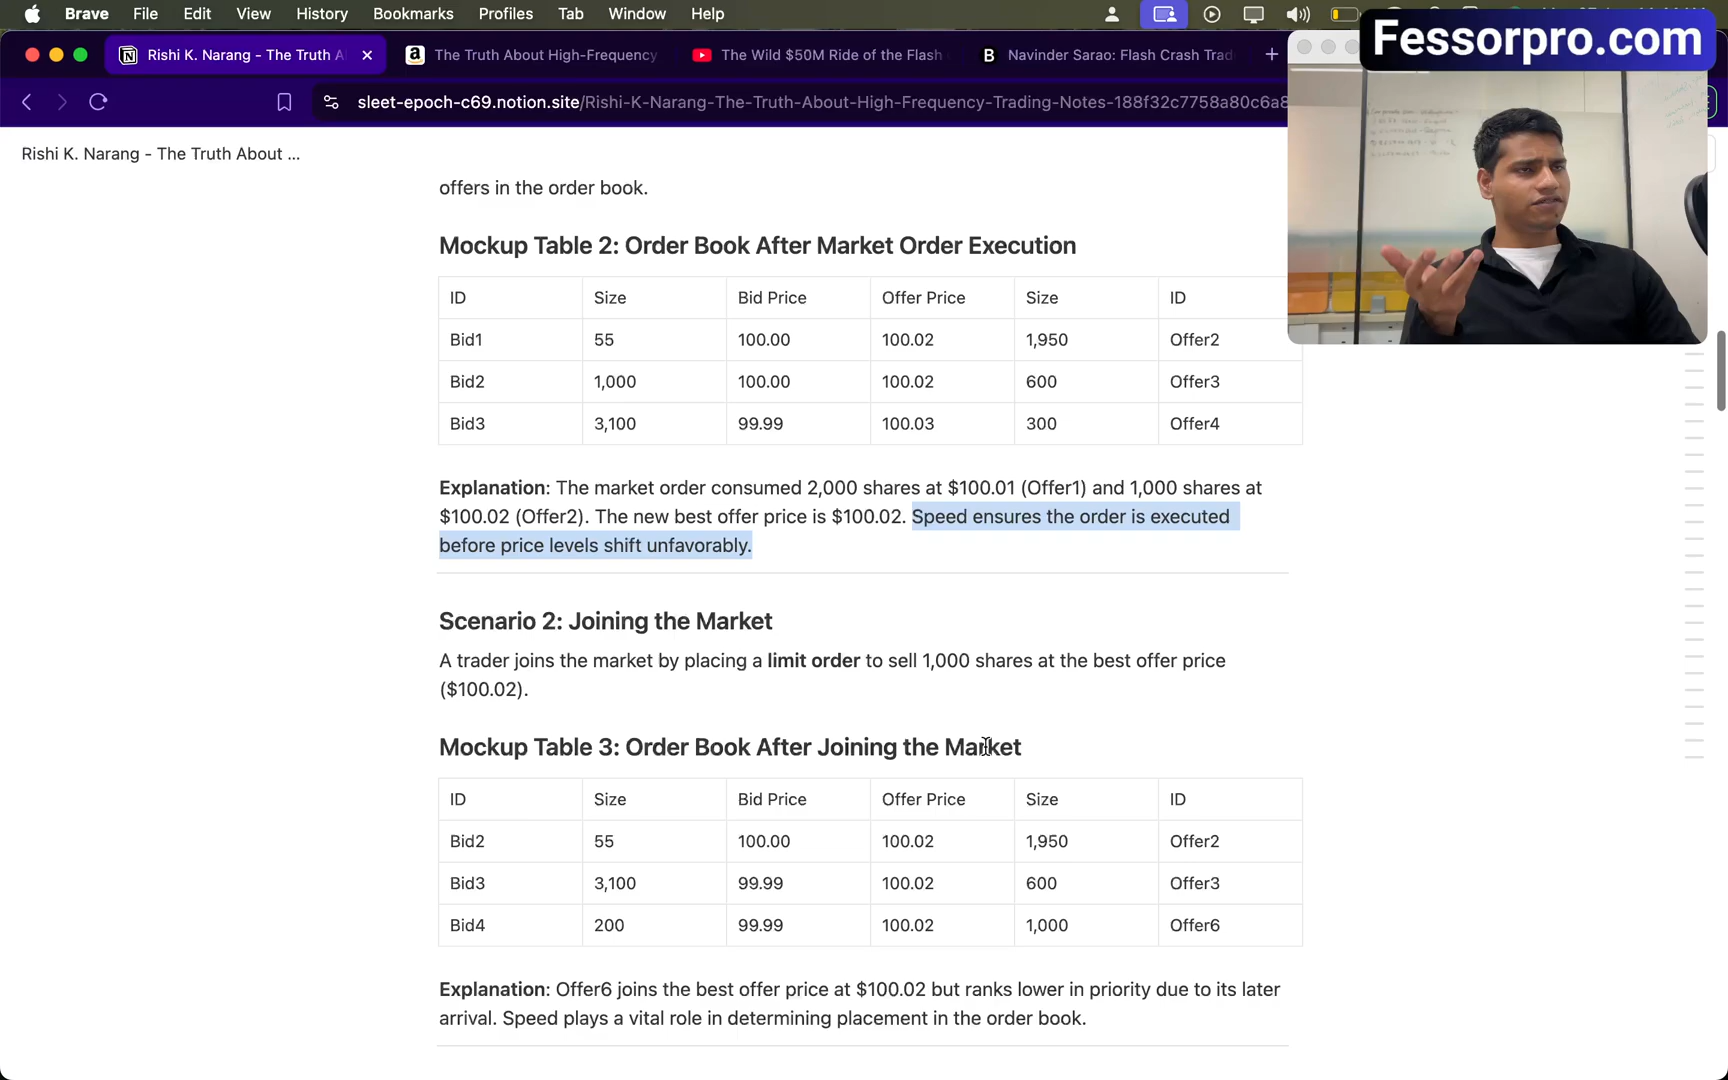 Brave File Edit View History Bookmarks Profiles Tab Window Help
Fessorpro.com
Rishi K. Narang - The Truth A
The Truth About High-Frequency
The Wild $50M Ride of the Flash
Navinder Sarao: Flash Crash Trad
sleet-epoch-c69.notion.site/Rishi-K-Narang-The-Truth-About-High-Frequency-Trading-Notes-188f32c7758a80c6a8
Rishi K. Narang - The Truth About ...
offers in the order book.
Mockup Table 2: Order Book After Market Order Execution
ID Size Bid Price Offer Price Size ID
Bid1 55 100.00 100.02 1,950 Offer2
Bid2 1,000 100.00 100.02 600 Offer3
Bid3 3,100 99.99 100.03 300 Offer4
Explanation: The market order consumed 2,000 shares at $100.01 (Offer1) and 1,000 shares at
$100.02 (Offer2). The new best offer price is $100.02. Speed ensures the order is executed
before price levels shift unfavorably.
Scenario 2: Joining the Market
A trader joins the market by placing a limit order to sell 1,000 shares at the best offer price
($100.02).
Mockup Table 3: Order Book After Joining the Market
ID Size Bid Price Offer Price Size ID
Bid2 55 100.00 100.02 1,950 Offer2
Bid3 3,100 99.99 100.02 600 Offer3
Bid4 200 99.99 100.02 1,000 Offer6
Explanation: Offer6 joins the best offer price at $100.02 but ranks lower in priority due to its later
arrival. Speed plays a vital role in determining placement in the order book.